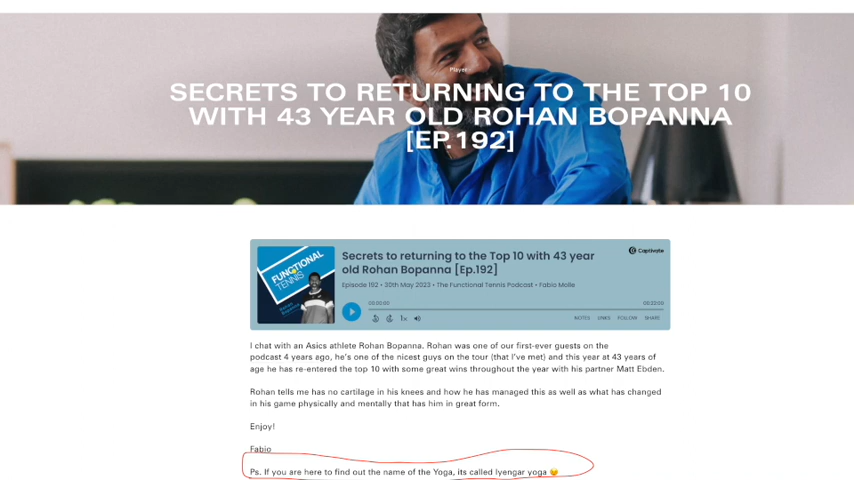 Player
SECRETS TO RETURNING TO THE TOP 10
WITH 43 YEAR OLD ROHAN BOPANNA
[EP.192]
Captivate
FUNCTIONAL
TENNIS
Secrets to returning to the Top 10 with 43 year
old Rohan Bopanna [Ep.192]
Episode 192 • 30th May 2023 • The Functional Tennis Podcast • Fabio Molle
00:00:00
1x
NOTES LINKS FOLLOW SHARE
I chat with an Asics athlete Rohan Bopanna. Rohan was one of our first-ever guests on the
podcast 4 years ago, he's one of the nicest guys on the tour (that I've met) and this year at 43 years of
age he has re-entered the top 10 with some great wins throughout the year with his partner Matt Ebden.
Rohan tells me has no cartilage in his knees and how he has managed this as well as what has changed
in his game physically and mentally that has him in great form.
Enjoy!
Fabio
Ps. If you are here to find out the name of the Yoga, its called Iyengar yoga 😉